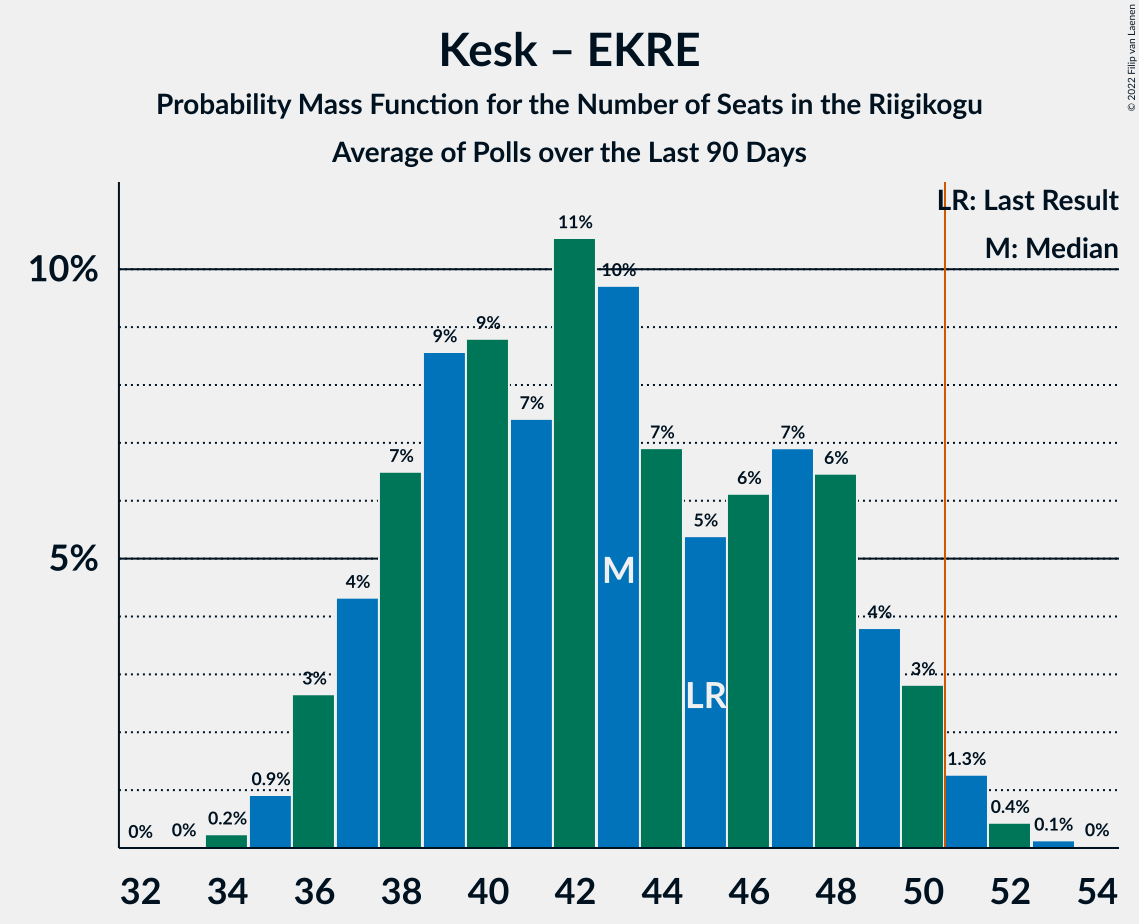 Kesk – EKRE
Probability Mass Function for the Number of Seats in the Riigikogu
Average of Polls over the Last 90 Days
© 2022 Filip van Laenen
LR: Last Result
M: Median
10%
5%
0%
0%
0.2%
0.9%
3%
4%
7%
9%
9%
7%
11%
10%
7%
5%
6%
7%
6%
4%
3%
1.3%
0.4%
0.1%
0%
M
LR
32 34 36 38 40 42 44 46 48 50 52 54